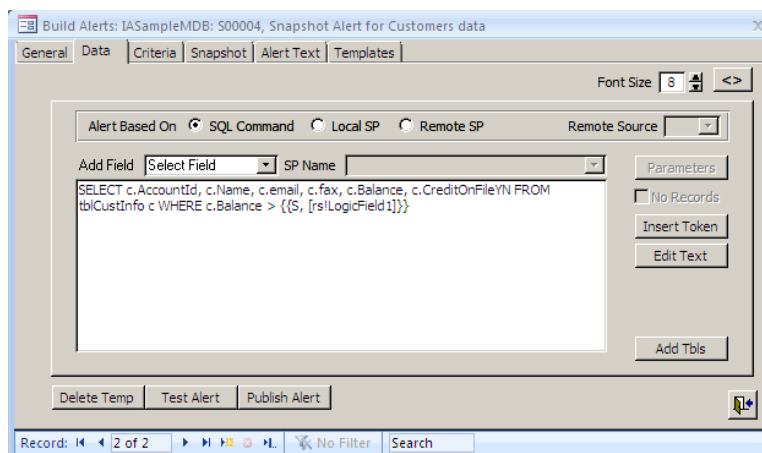 Build Alerts: IASampleMDB: S00004, Snapshot Alert for Customers data
General Data Criteria Snapshot Alert Text Templates
Font Size 8 <>
Alert Based On SQL Command Local SP Remote SP Remote Source
Add Field Select Field SP Name Parameters
SELECT c.AccountId, c.Name, c.email, c.fax, c.Balance, c.CreditOnFileYN FROM
No Records
tblCustInfo c WHERE c.Balance > {{S, [rs!LogicField1]}}
Insert Token
Edit Text
Add Tbls
Delete Temp Test Alert Publish Alert
Record: 2 of 2 No Filter Search